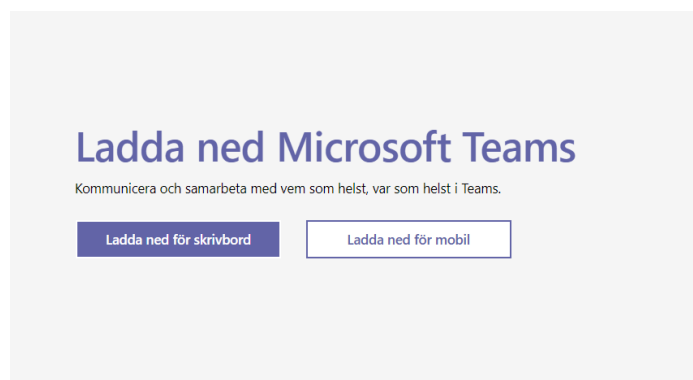 Ladda ned Microsoft Teams
Kommunicera och samarbeta med vem som helst, var som helst i Teams.
Ladda ned för skrivbord
Ladda ned för mobil